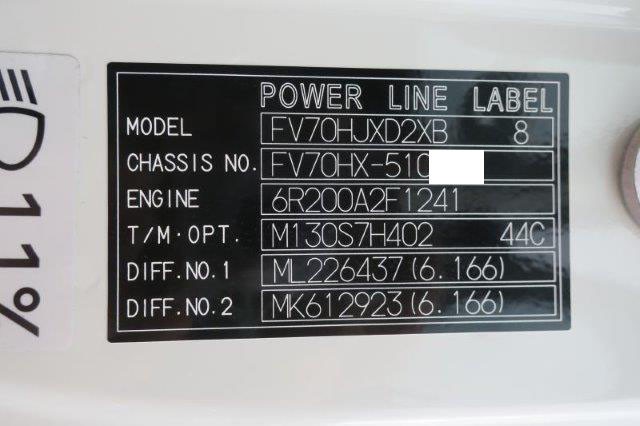 POWER LINE LABEL
MODEL FV70HJXD2XB 8
CHASSIS NO. FV70HX-510
ENGINE 6R200A2F1241
T/M·OPT. M130S7H402 44C
DIFF.NO.1 ML226437(6.166)
DIFF.NO.2 MK612923(6.166)
11%